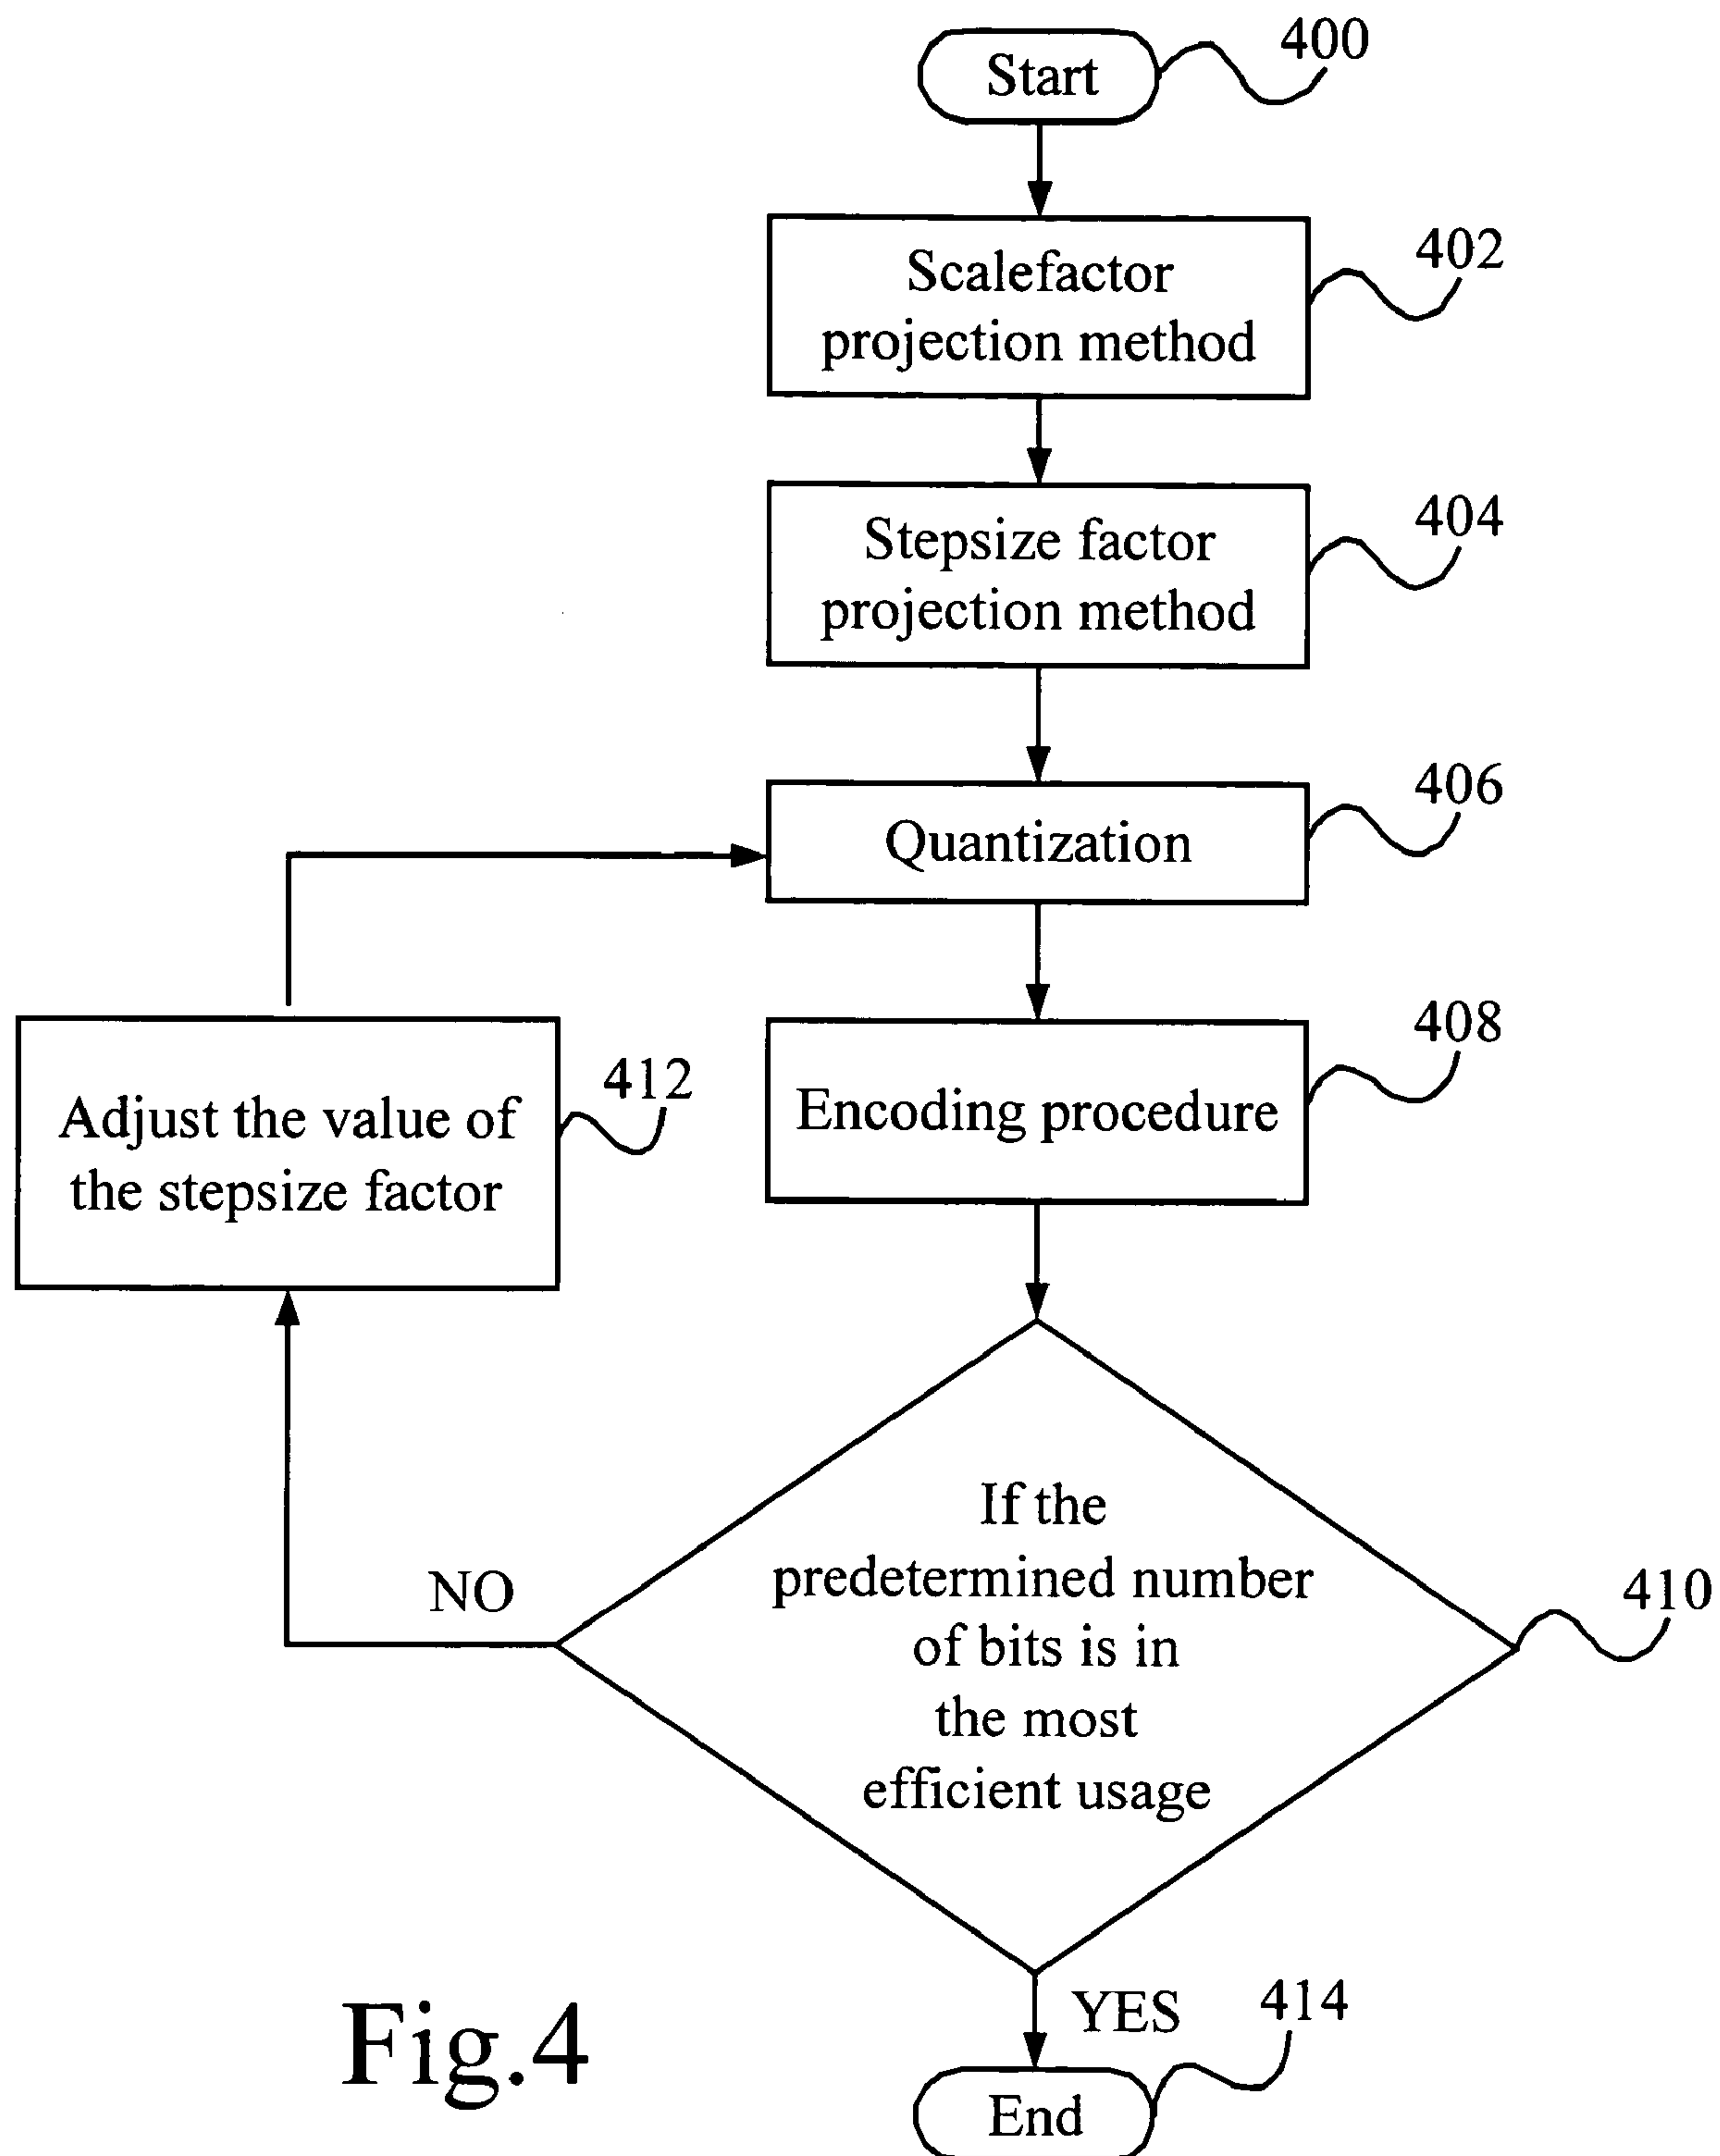 Start
400
Scalefactor
projection method
402
Stepsize factor
projection method
404
Quantization
406
Encoding procedure
408
Adjust the value of
the stepsize factor
412
If the
predetermined number
of bits is in
the most
efficient usage
410
NO
YES
414
End
Fig.4